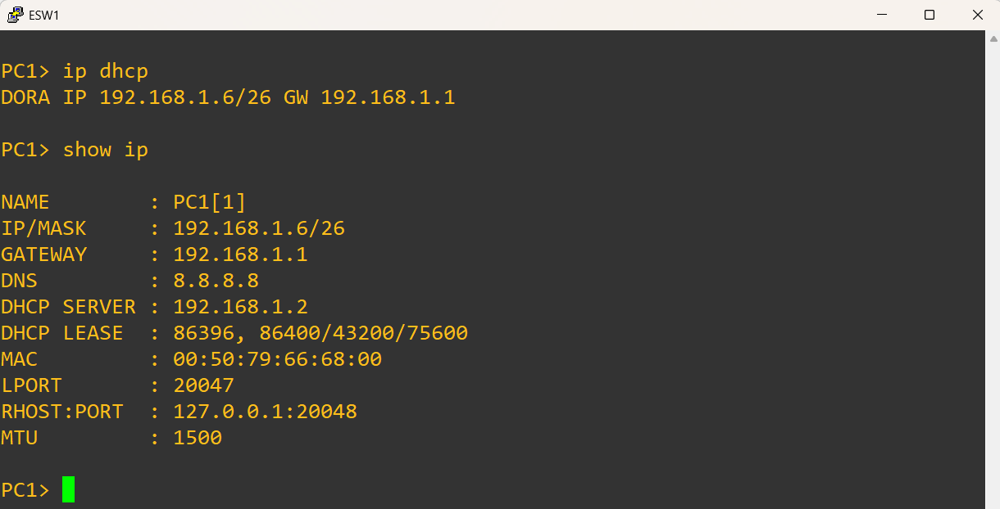 ESW1
PC1> ip dhcp
DORA IP 192.168.1.6/26 GW 192.168.1.1
PC1> show ip
NAME        : PC1[1]
IP/MASK     : 192.168.1.6/26
GATEWAY     : 192.168.1.1
DNS         : 8.8.8.8
DHCP SERVER : 192.168.1.2
DHCP LEASE  : 86396, 86400/43200/75600
MAC         : 00:50:79:66:68:00
LPORT       : 20047
RHOST:PORT  : 127.0.0.1:20048
MTU         : 1500
PC1>